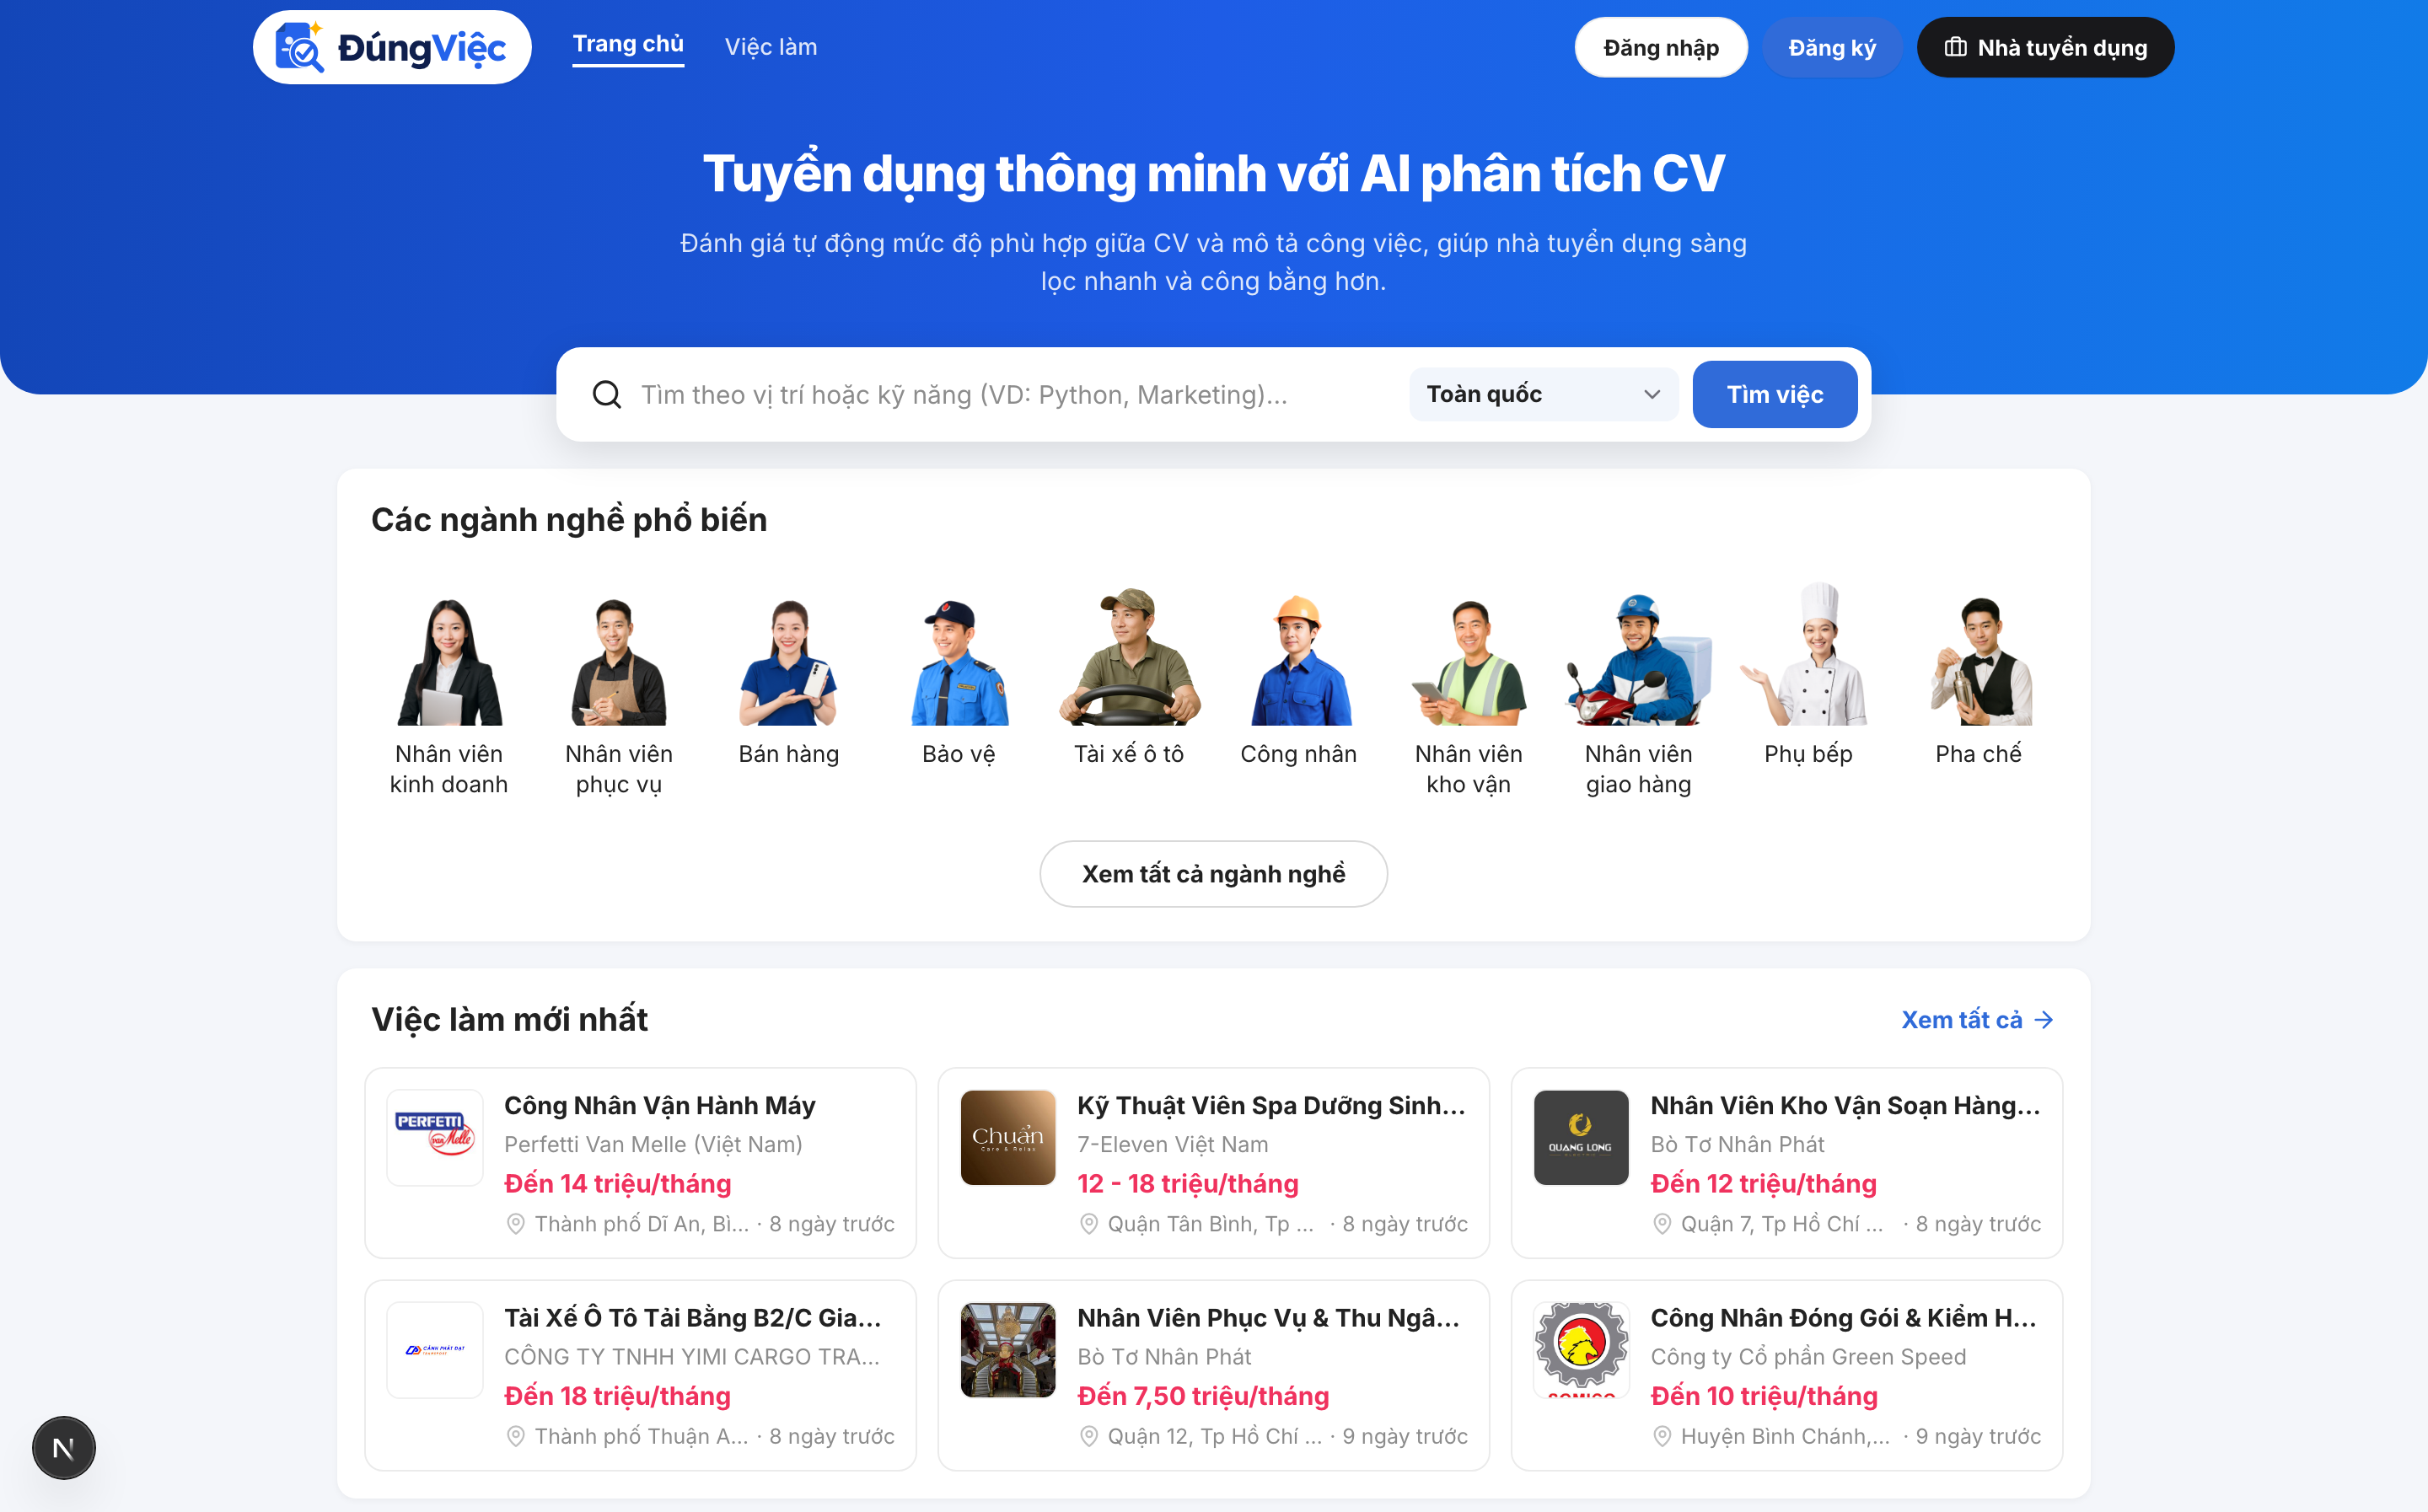 ĐúngViệc
Trang chủ
Việc làm
Đăng nhập
Đăng ký
Nhà tuyển dụng
Tuyển dụng thông minh với AI phân tích CV
Đánh giá tự động mức độ phù hợp giữa CV và mô tả công việc, giúp nhà tuyển dụng sàng
lọc nhanh và công bằng hơn.
Tìm theo vị trí hoặc kỹ năng (VD: Python, Marketing)...
Toàn quốc
Tìm việc
Các ngành nghề phổ biến
Nhân viên
kinh doanh
Nhân viên
phục vụ
Bán hàng
Bảo vệ
Tài xế ô tô
Công nhân
Nhân viên
kho vận
Nhân viên
giao hàng
Phụ bếp
Pha chế
Xem tất cả ngành nghề
Việc làm mới nhất
Xem tất cả
PERFETTI
van Melle
Công Nhân Vận Hành Máy
Perfetti Van Melle (Việt Nam)
Đến 14 triệu/tháng
Thành phố Dĩ An, Bì... · 8 ngày trước
Chuẩn
Care & Relax
Kỹ Thuật Viên Spa Dưỡng Sinh...
7-Eleven Việt Nam
12 - 18 triệu/tháng
Quận Tân Bình, Tp ... · 8 ngày trước
QUANG LONG
Nhân Viên Kho Vận Soạn Hàng...
Bò Tơ Nhân Phát
Đến 12 triệu/tháng
Quận 7, Tp Hồ Chí ... · 8 ngày trước
CẢNH PHÁT ĐẠT
Tài Xế Ô Tô Tải Bằng B2/C Gia...
CÔNG TY TNHH YIMI CARGO TRA...
Đến 18 triệu/tháng
Thành phố Thuận A... · 8 ngày trước
Nhân Viên Phục Vụ & Thu Ngâ...
Bò Tơ Nhân Phát
Đến 7,50 triệu/tháng
Quận 12, Tp Hồ Chí ... · 9 ngày trước
Công Nhân Đóng Gói & Kiểm H...
Công ty Cổ phần Green Speed
Đến 10 triệu/tháng
Huyện Bình Chánh,... · 9 ngày trước
N